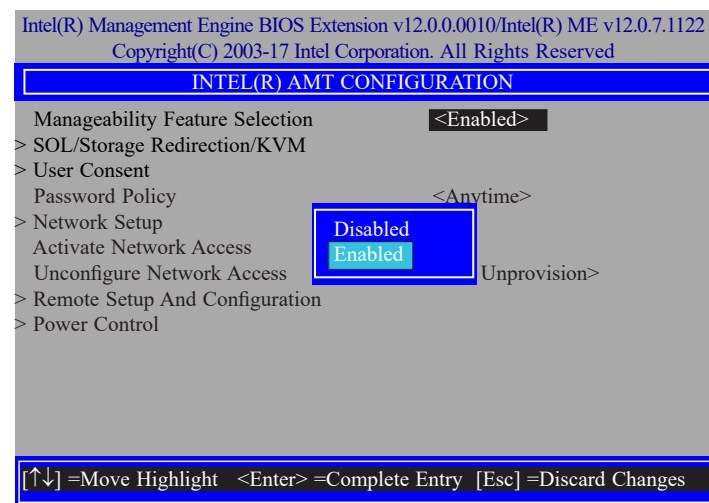 Intel(R) Management Engine BIOS Extension v12.0.0.0010/Intel(R) ME v12.0.7.1122
Copyright(C) 2003-17 Intel Corporation. All Rights Reserved
INTEL(R) AMT CONFIGURATION
Manageability Feature Selection <Enabled>
> SOL/Storage Redirection/KVM
> User Consent
Password Policy <Anytime>
> Network Setup
Disabled
Activate Network Access
Enabled
Unconfigure Network Access Unprovision>
> Remote Setup And Configuration
> Power Control
[↑↓] =Move Highlight <Enter> =Complete Entry [Esc] =Discard Changes